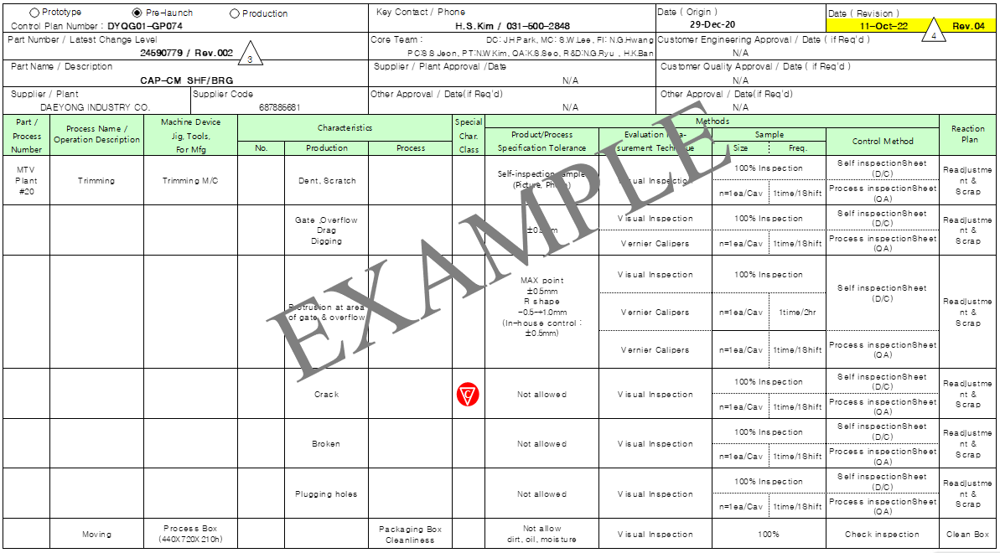 Prototype Pre-launch Production
Control Plan Number : DYQG01-GP074
Key Contact / Phone
H.S.Kim / 031-500-2848
Date ( Origin )
29-Dec-20
Date ( Revision )
11-Oct-22 4 Rev.04
Part Number / Latest Change Level
24590779 / Rev.002 3
Core Team : DC: JH Park, MC: S.W.Lee, FI: N.G.Hwang
PC:S.S.Jeon, PT:N.W.Kim, QA:K.S.Seo, R&D:N.G.Ryu , H.K.Ban
Customer Engineering Approval / Date ( if Req'd )
N/A
Part Name / Description
CAP-CM SHF/BRG
Supplier / Plant Approval /Date
N/A
Customer Quality Approval / Date ( if Req'd )
N/A
Supplier / Plant
DAEYONG INDUSTRY CO.
Supplier Code
687885681
Other Approval / Date(if Req'd)
N/A
Other Approval / Date(if Req'd)
N/A
Part /
Process
Number
Process Name /
Operation Description
Machine Device
Jig, Tools,
For Mfg
Characteristics
No. Production Process
Special
Char.
Class
Methods
Product/Process
Specification Tolerance
Evaluation
surement Technique
Sample
Size Freq.
Control Method
Reaction
Plan
MTV
Plant
#20
Trimming
Trimming M/C
Dent, Scratch
Self-inspection
(Picture,
Inspection
100% Inspection
n=1ea/Cav 1time/1Shift
Self inspectionSheet
(D/C)
Process inspectionSheet
(QA)
Readjustme
nt &
Scrap
Gate ,Overflow
Drag
Digging
Visual Inspection
Vernier Calipers
100% Inspection
n=1ea/Cav 1time/1Shift
Self inspectionSheet
(D/C)
Process inspectionSheet
(QA)
Readjustme
nt &
Scrap
Protrusion at area
of gate & overflow
MAX point
±0.5mm
R shape
-0.5~+1.0mm
(In-house control :
±0.5mm)
Visual Inspection
Vernier Calipers
Vernier Calipers
100% Inspection
n=1ea/Cav 1time/2hr
n=1ea/Cav 1time/1Shift
Self inspectionSheet
(D/C)
Process inspectionSheet
(QA)
Readjustme
nt &
Scrap
Crack
C
Not allowed
Visual Inspection
100% Inspection
n=1ea/Cav 1time/1Shift
Self inspectionSheet
(D/C)
Process inspectionSheet
(QA)
Readjustme
nt &
Scrap
Broken
Not allowed
Visual Inspection
100% Inspection
n=1ea/Cav 1time/1Shift
Self inspectionSheet
(D/C)
Process inspectionSheet
(QA)
Readjustme
nt &
Scrap
Plugging holes
Not allowed
Visual Inspection
100% Inspection
n=1ea/Cav 1time/1Shift
Self inspectionSheet
(D/C)
Process inspectionSheet
(QA)
Readjustme
nt &
Scrap
Moving
Process Box
(440X720X210h)
Packaging Box
Cleanliness
Not allow
dirt, oil, moisture
Visual Inspection
100%
Check inspection
Clean Box
EXAMPLE